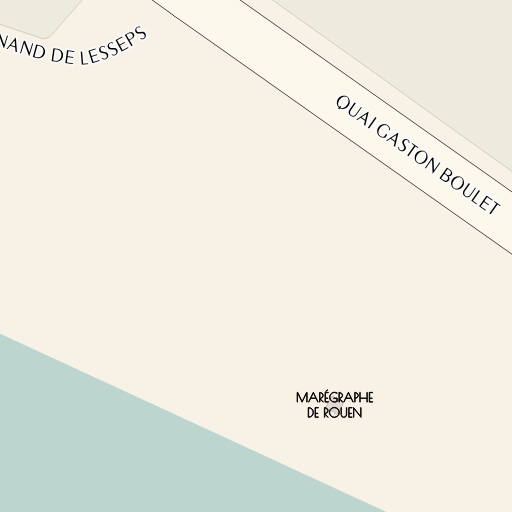 NAND DE LESSEPS
QUAI GASTON BOULET
MARÉGRAPHE
DE ROUEN